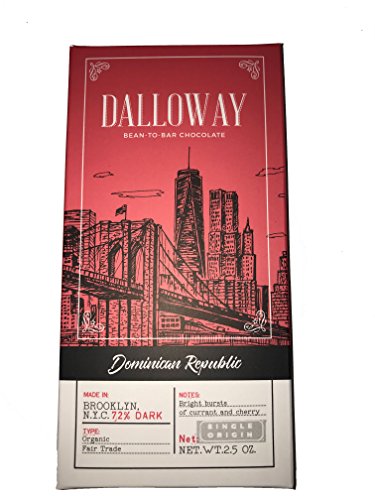 DALLOWAY
BEAN-TO-BAR CHOCOLATE
Dominican Republic
MADE IN:
BROOKLYN,
N.Y.C. 72% DARK
TYPE:
Organic
Fair Trade
NOTES:
Bright bursts
of currant and cherry
Net:
SINGLE
ORIGIN
NET.WT.2.5 OZ.